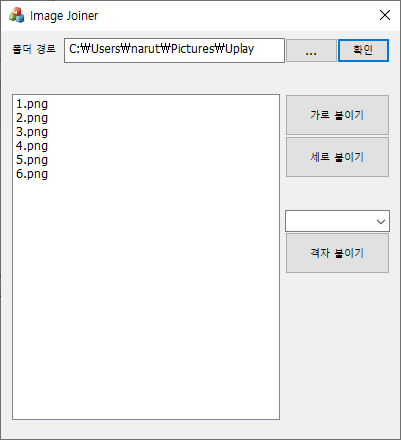 Image Joiner
폴더 경로 C:₩Users₩narut₩Pictures₩Uplay ... 확인
1.png
2.png
3.png
4.png
5.png
6.png
가로 붙이기
세로 붙이기
격자 붙이기